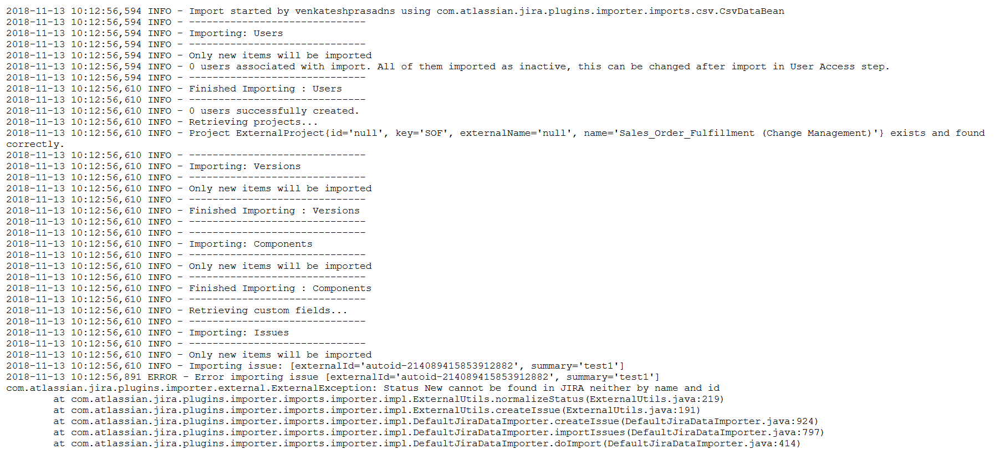 2018-11-13 10:12:56,594 INFO - Import started by venkateshprasadns using com.atlassian.jira.plugins.importer.imports.csv.CsvDataBean
2018-11-13 10:12:56,594 INFO - ------------------------------
2018-11-13 10:12:56,594 INFO - Importing: Users
2018-11-13 10:12:56,594 INFO - ------------------------------
2018-11-13 10:12:56,594 INFO - Only new items will be imported
2018-11-13 10:12:56,594 INFO - 0 users associated with import. All of them imported as inactive, this can be changed after import in User Access step.
2018-11-13 10:12:56,594 INFO - ------------------------------
2018-11-13 10:12:56,610 INFO - Finished Importing : Users
2018-11-13 10:12:56,610 INFO - ------------------------------
2018-11-13 10:12:56,610 INFO - 0 users successfully created.
2018-11-13 10:12:56,610 INFO - Retrieving projects...
2018-11-13 10:12:56,610 INFO - Project ExternalProject{id='null', key='SOF', externalName='null', name='Sales_Order_Fulfillment (Change Management)'} exists and found
correctly.
2018-11-13 10:12:56,610 INFO - ------------------------------
2018-11-13 10:12:56,610 INFO - Importing: Versions
2018-11-13 10:12:56,610 INFO - ------------------------------
2018-11-13 10:12:56,610 INFO - Only new items will be imported
2018-11-13 10:12:56,610 INFO - ------------------------------
2018-11-13 10:12:56,610 INFO - Finished Importing : Versions
2018-11-13 10:12:56,610 INFO - ------------------------------
2018-11-13 10:12:56,610 INFO - ------------------------------
2018-11-13 10:12:56,610 INFO - Importing: Components
2018-11-13 10:12:56,610 INFO - ------------------------------
2018-11-13 10:12:56,610 INFO - Only new items will be imported
2018-11-13 10:12:56,610 INFO - ------------------------------
2018-11-13 10:12:56,610 INFO - Finished Importing : Components
2018-11-13 10:12:56,610 INFO - ------------------------------
2018-11-13 10:12:56,610 INFO - Retrieving custom fields...
2018-11-13 10:12:56,610 INFO - ------------------------------
2018-11-13 10:12:56,610 INFO - Importing: Issues
2018-11-13 10:12:56,610 INFO - ------------------------------
2018-11-13 10:12:56,610 INFO - Only new items will be imported
2018-11-13 10:12:56,610 INFO - Importing issue: [externalId='autoid-214089415853912882', summary='test1']
2018-11-13 10:12:56,891 ERROR - Error importing issue [externalId='autoid-214089415853912882', summary='test1']
com.atlassian.jira.plugins.importer.external.ExternalException: Status New cannot be found in JIRA neither by name and id
at com.atlassian.jira.plugins.importer.imports.importer.impl.ExternalUtils.normalizeStatus(ExternalUtils.java:219)
at com.atlassian.jira.plugins.importer.imports.importer.impl.ExternalUtils.createIssue(ExternalUtils.java:191)
at com.atlassian.jira.plugins.importer.imports.importer.impl.DefaultJiraDataImporter.createIssue(DefaultJiraDataImporter.java:924)
at com.atlassian.jira.plugins.importer.imports.importer.impl.DefaultJiraDataImporter.importIssues(DefaultJiraDataImporter.java:797)
at com.atlassian.jira.plugins.importer.imports.importer.impl.DefaultJiraDataImporter.doImport(DefaultJiraDataImporter.java:414)